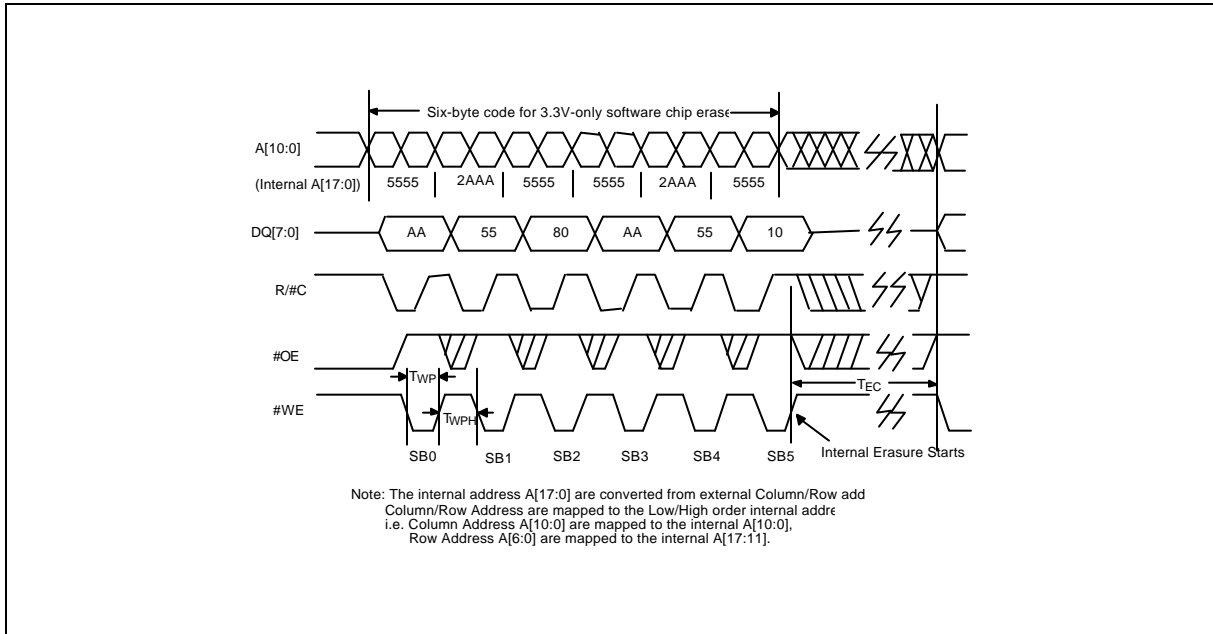 Six-byte code for 3.3V-only software chip erase
A[10:0]
(Internal A[17:0])
5555 2AAA 5555 5555 2AAA 5555
DQ[7:0]
AA 55 80 AA 55 10
R/#C
#OE
TWP
TEC
#WE
TWPH
SB0 SB1 SB2 SB3 SB4 SB5
Internal Erasure Starts
Note: The internal address A[17:0] are converted from external Column/Row add
Column/Row Address are mapped to the Low/High order internal addre
i.e. Column Address A[10:0] are mapped to the internal A[10:0],
Row Address A[6:0] are mapped to the internal A[17:11].